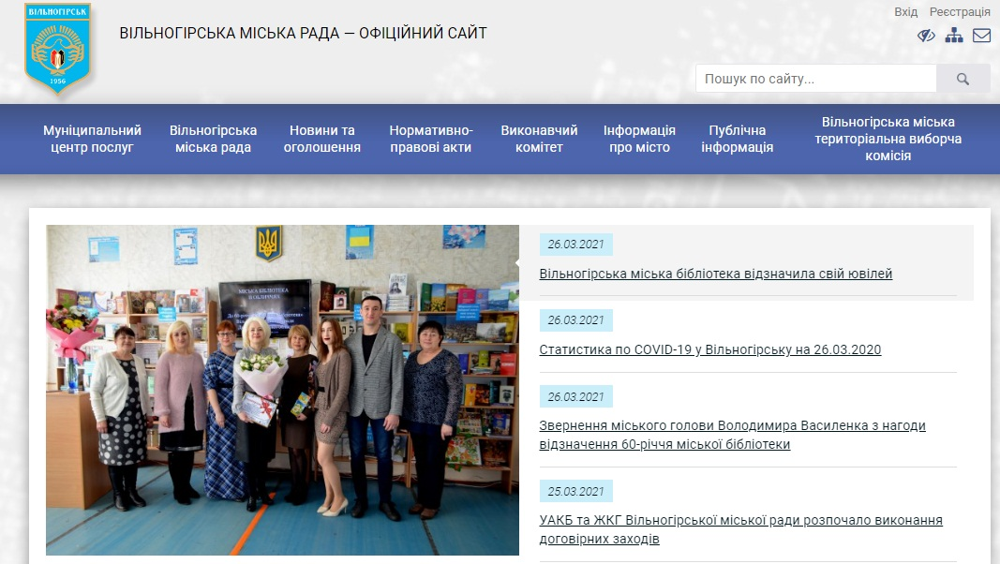 ВІЛЬНОГІРСЬК
1956
ВІЛЬНОГІРСЬКА МІСЬКА РАДА — ОФІЦІЙНИЙ САЙТ
Вхід Реєстрація
Пошук по сайту...
Муніципальний
центр послуг
Вільногірська
міська рада
Новини та
оголошення
Нормативно-
правові акти
Виконавчий
комітет
Інформація
про місто
Публічна
інформація
Вільногірська міська
територіальна виборча
комісія
МІСЬКА БІБЛІОТЕКА
26.03.2021
Вільногірська міська бібліотека відзначила свій ювілей
26.03.2021
Статистика по COVID-19 у Вільногірську на 26.03.2020
26.03.2021
Звернення міського голови Володимира Василенка з нагоди
відзначення 60-річчя міської бібліотеки
25.03.2021
УАКБ та ЖКГ Вільногірської міської ради розпочало виконання
договірних заходів